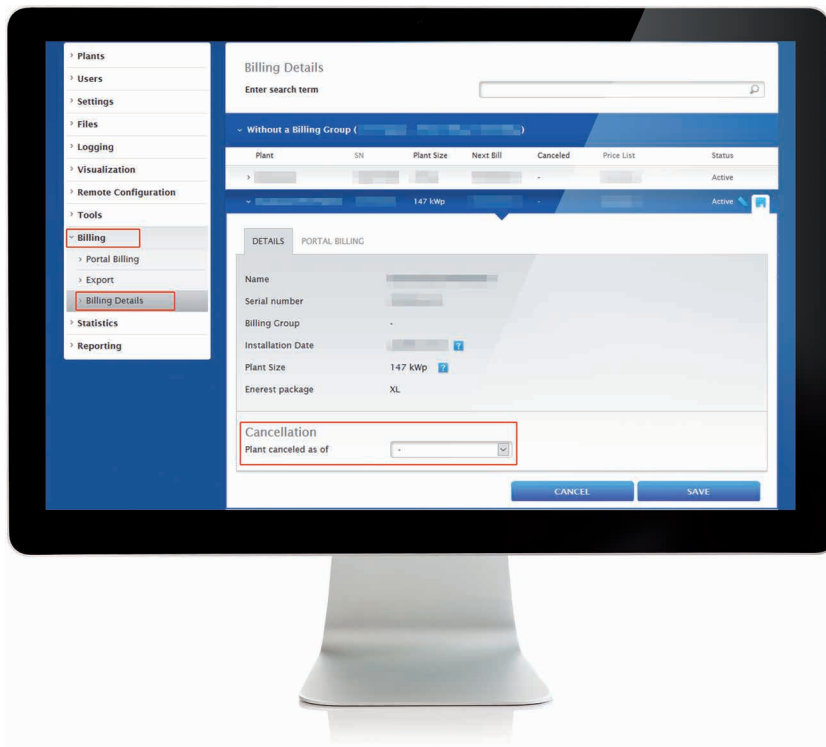 Plants
Users
Settings
Files
Logging
Visualization
Remote Configuration
Tools
Billing
Portal Billing
Export
Billing Details
Statistics
Reporting
Billing Details
Enter search term
Without a Billing Group ( )
Plant SN Plant Size Next Bill Canceled Price List Status
- Active
147 kWp - Active
DETAILS PORTAL BILLING
Name
Serial number
Billing Group -
Installation Date ?
Plant Size 147 kWp ?
Enerest package XL
Cancellation
Plant canceled as of -
CANCEL SAVE